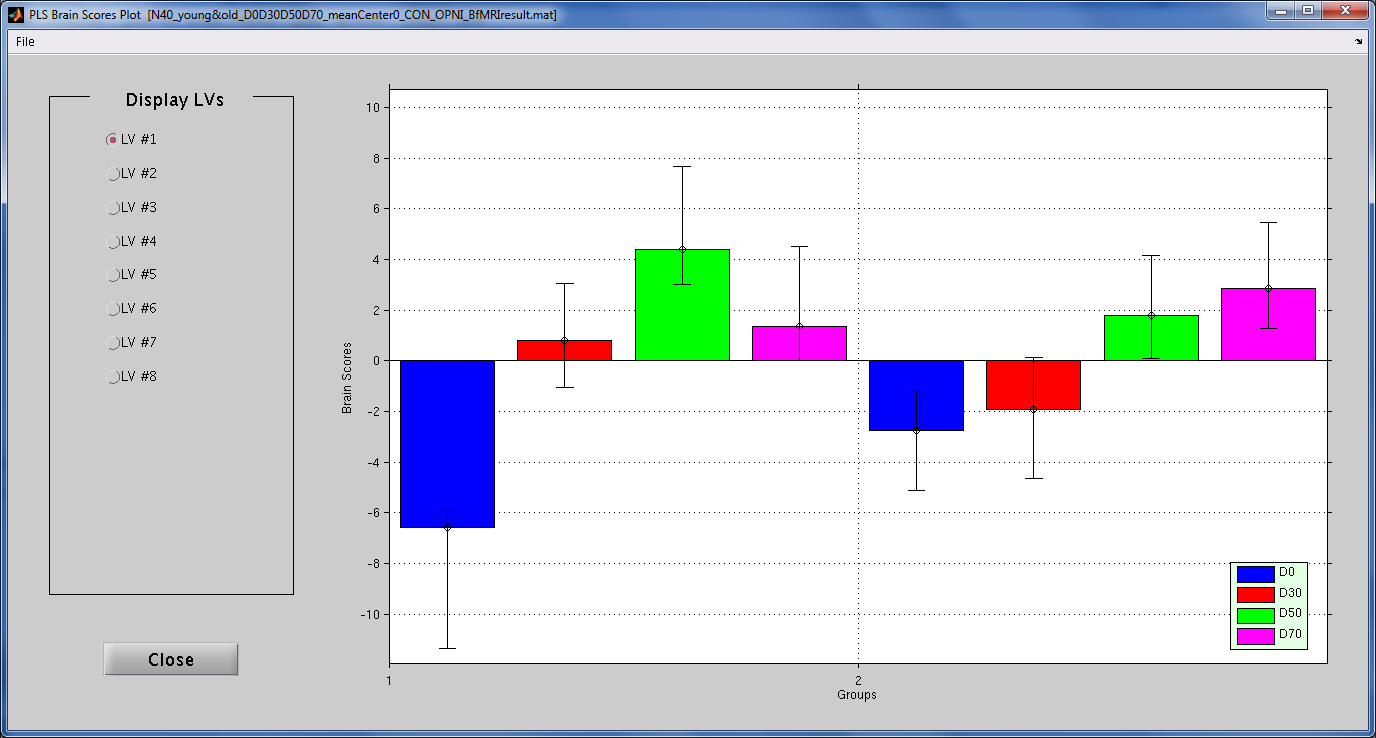 PLS Brain Scores Plot [N40_young&old_D0D30D50D70_meanCenter0_CON_OPNI_BfMRIresult.mat]
File
Display LVs
LV #1
LV #2
LV #3
LV #4
LV #5
LV #6
LV #7
LV #8
Close
Brain Scores
10
8
6
4
2
0
-2
-4
-6
-8
-10
1
2
Groups
D0
D30
D50
D70